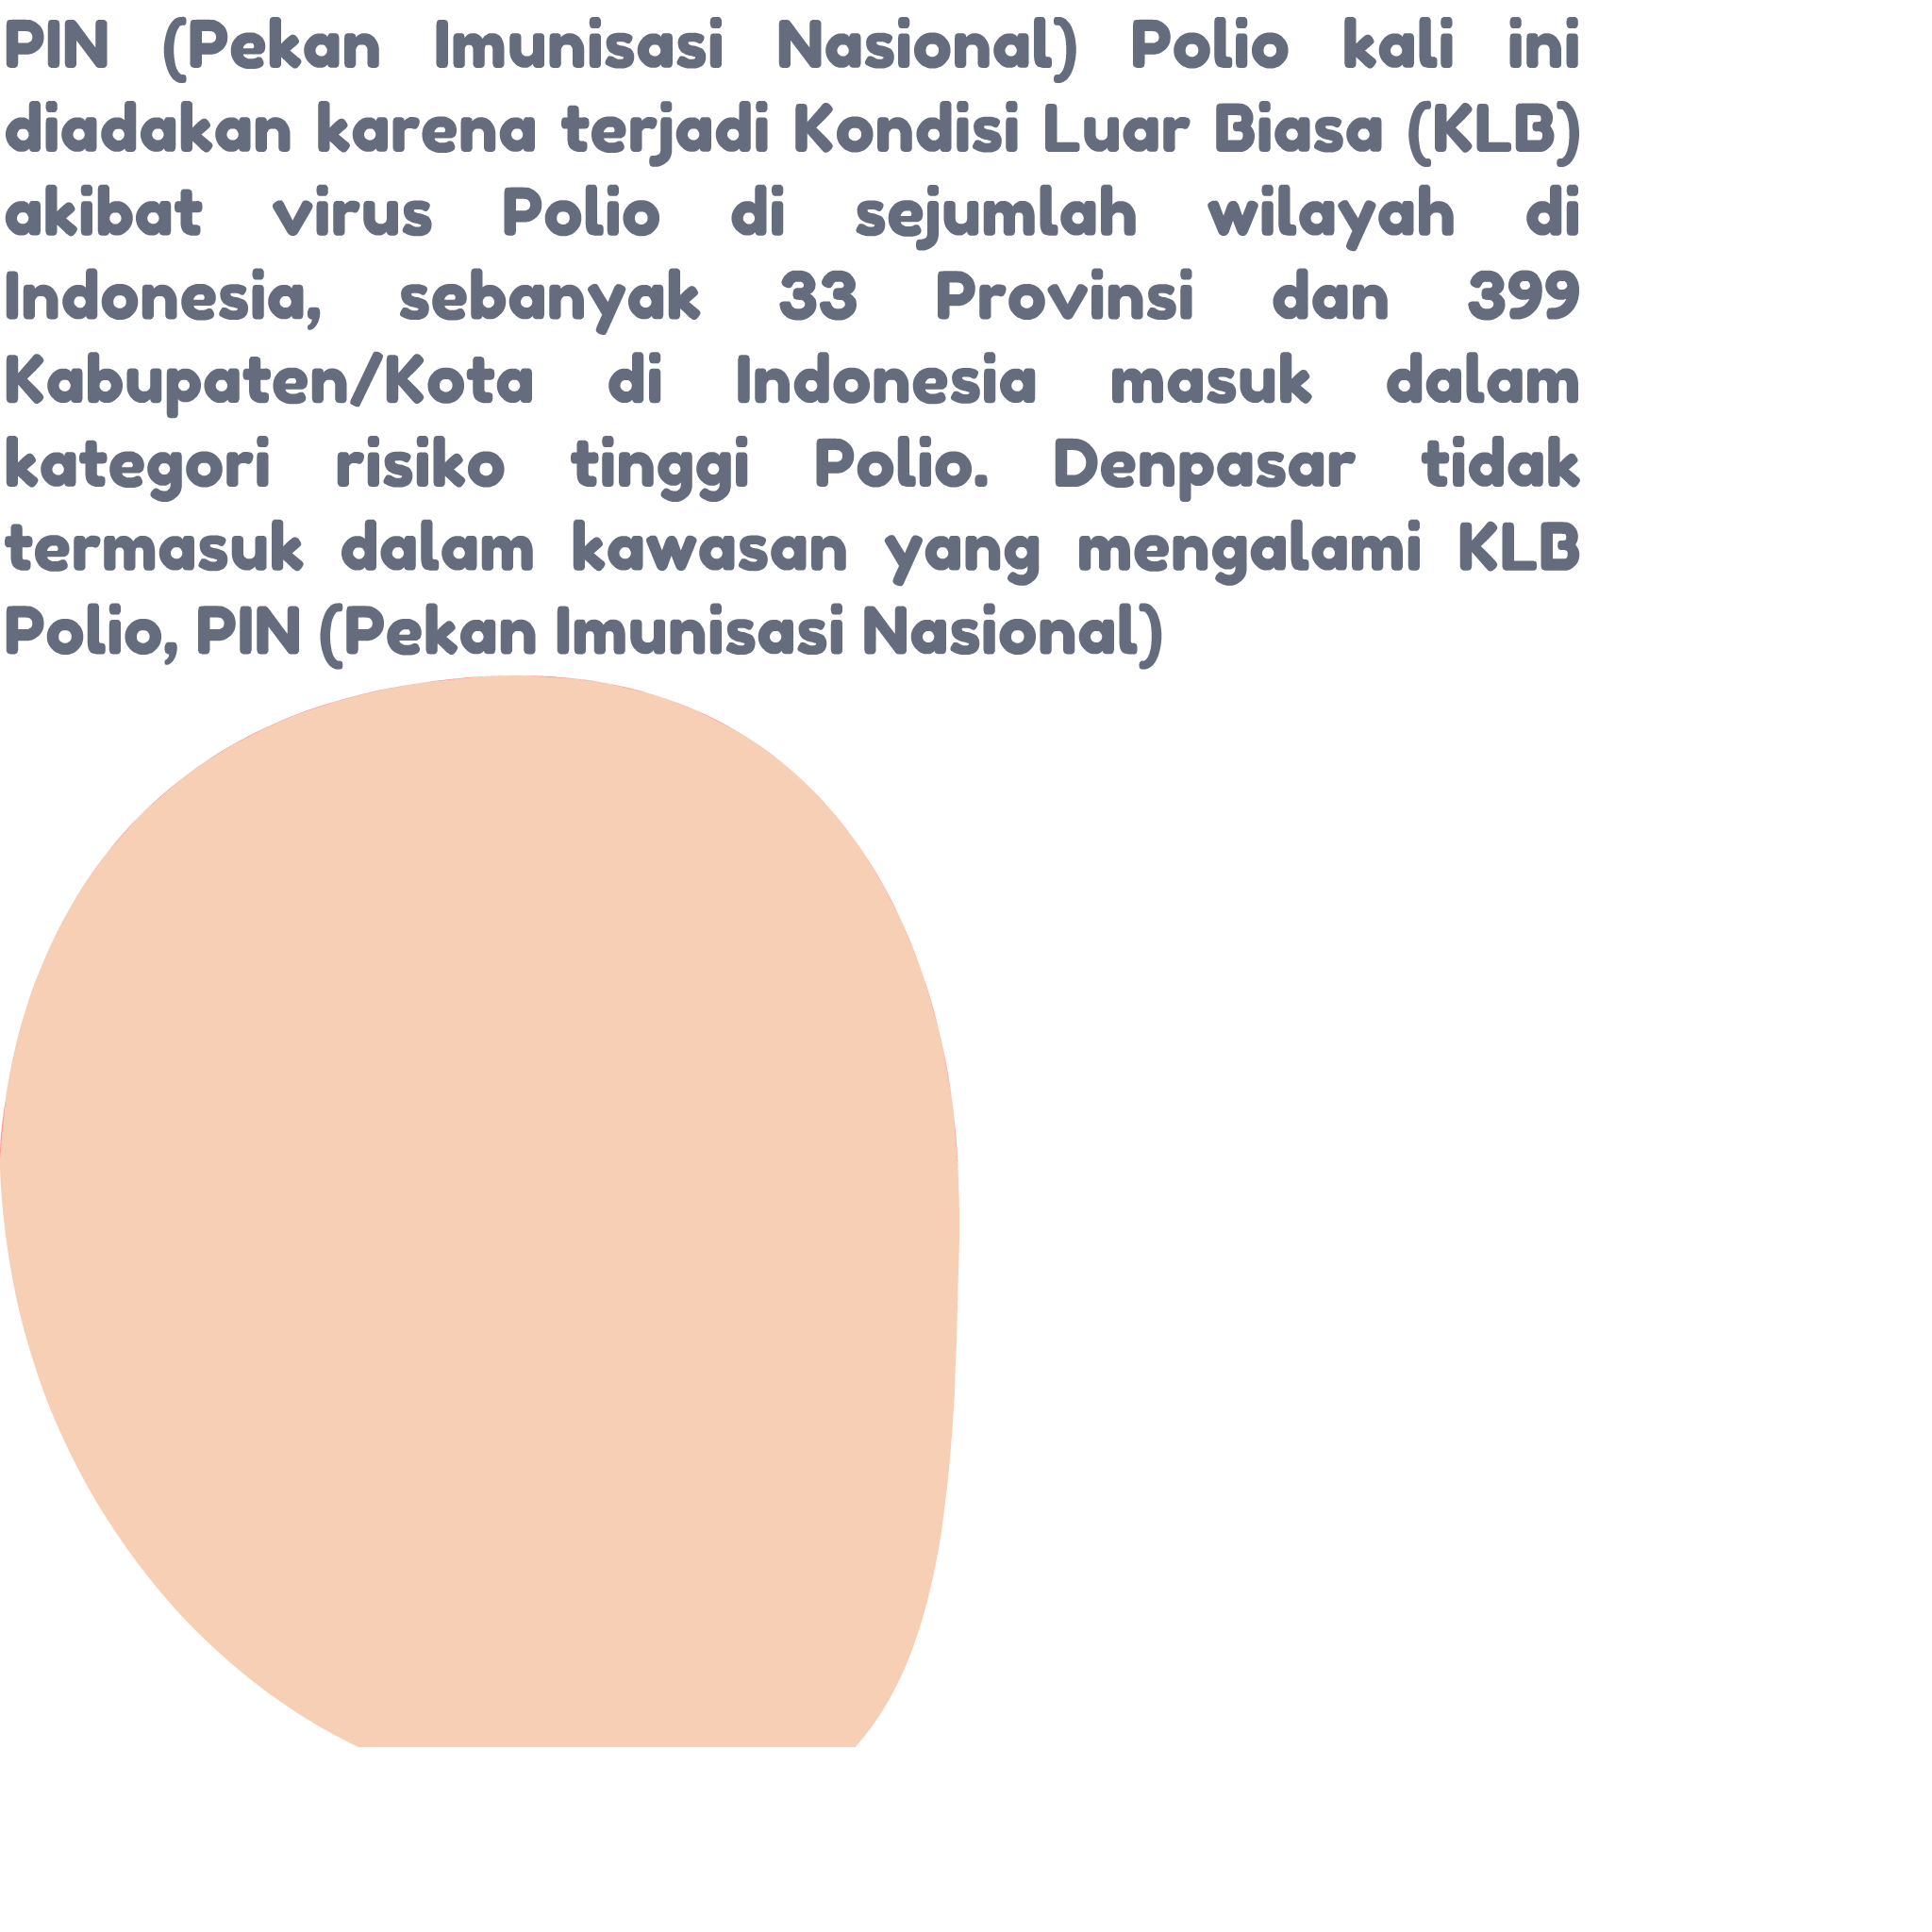 PIN (Pekan Imunisasi Nasional) Polio kali ini
diadakan karena terjadi Kondisi Luar Biasa (KLB)
akibat virus Polio di sejumlah wilayah di
Indonesia, sebanyak 33 Provinsi dan 399
Kabupaten/Kota di Indonesia masuk dalam
kategori risiko tinggi Polio. Denpasar tidak
termasuk dalam kawasan yang mengalami KLB
Polio, PIN (Pekan Imunisasi Nasional)